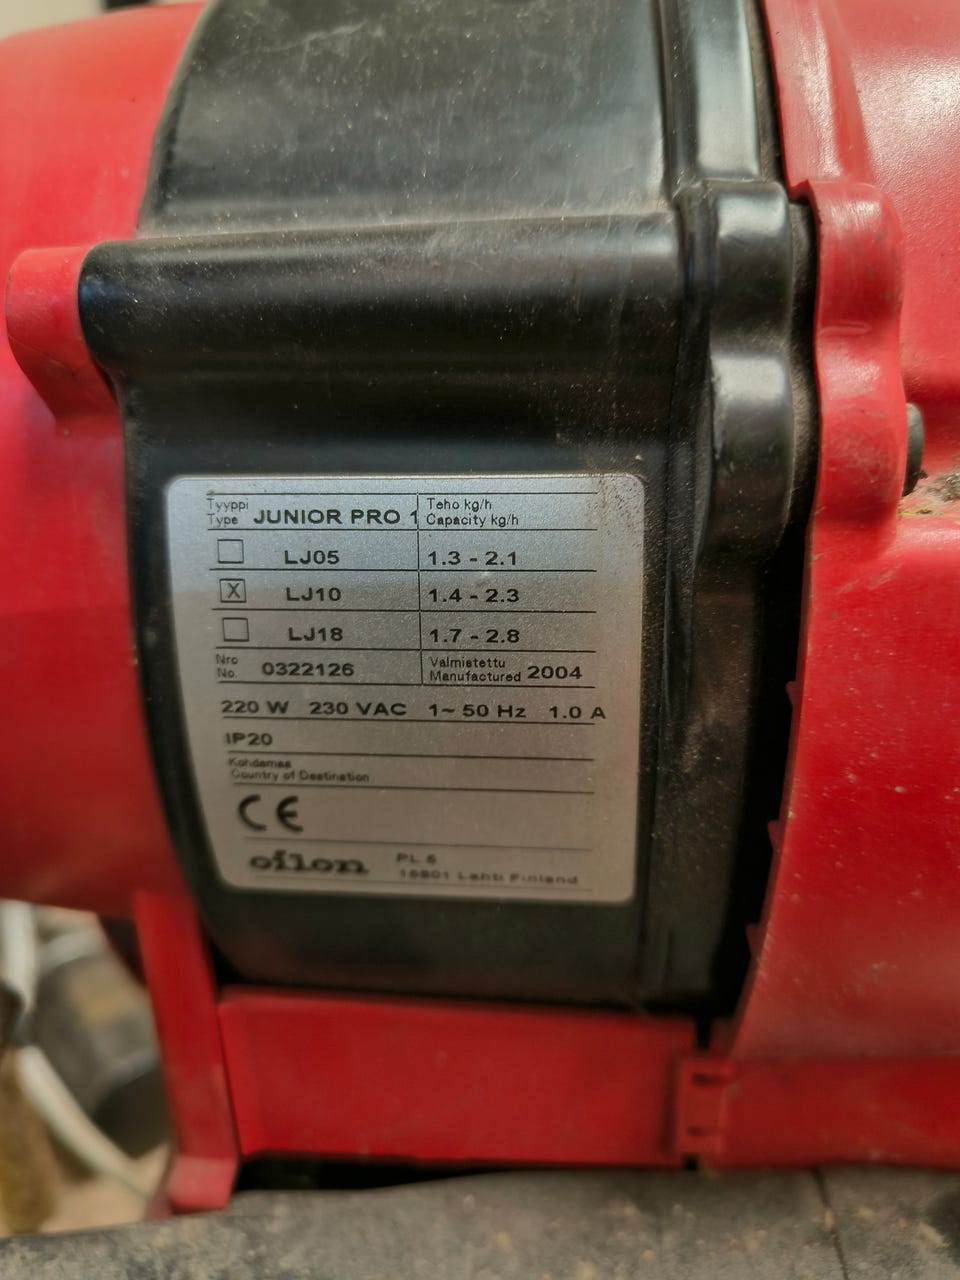 Tyyppi Teho kg/h
Type JUNIOR PRO 1 Capacity kg/h
LJ05 1.3 - 2.1
X LJ10 1.4 - 2.3
LJ18 1.7 - 2.8
Nro Valmistettu
No. 0322126 Manufactured 2004
220 W 230 VAC 1~ 50 Hz 1.0 A
IP20
Kohdemaa
Country of Destination
CE
oilon PL 5
Lahti Finland